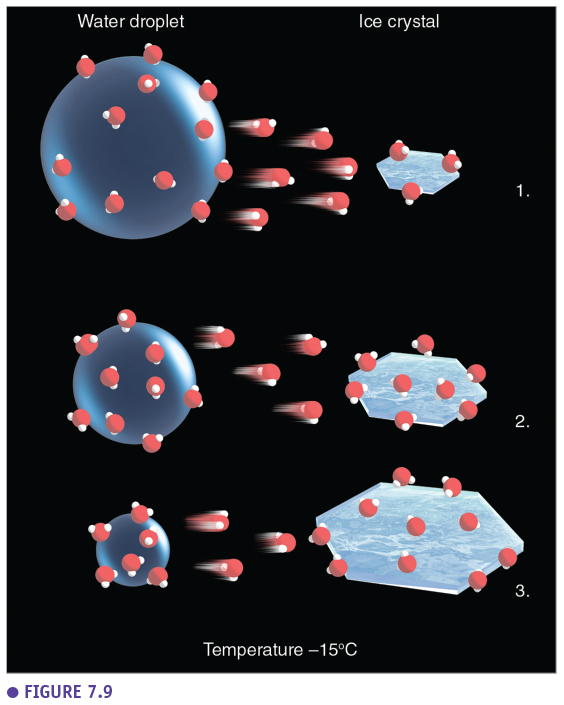 Water droplet Ice crystal
1.
2.
3.
Temperature –15°C
● FIGURE 7.9